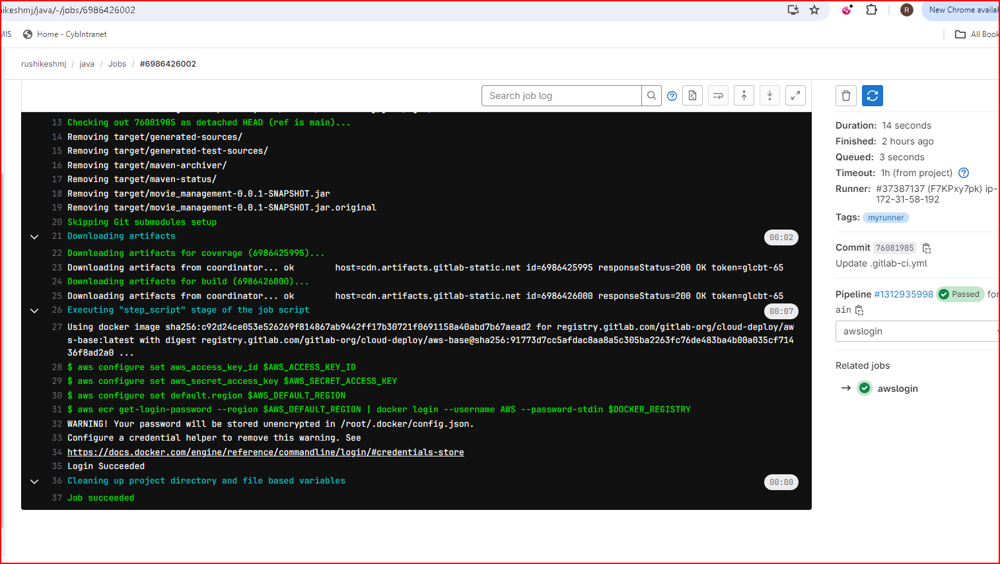 ikeshmj/java/-/jobs/6986426002
R
New Chrome availab
MIS
Home - CybIntranet
All Book
rushikeshmj / java / Jobs / #6986426002
Search job log
13 Checking out 76081985 as detached HEAD (ref is main)...
14 Removing target/generated-sources/
15 Removing target/generated-test-sources/
16 Removing target/maven-archiver/
17 Removing target/maven-status/
18 Removing target/movie_management-0.0.1-SNAPSHOT.jar
19 Removing target/movie_management-0.0.1-SNAPSHOT.jar.original
20 Skipping Git submodules setup
21 Downloading artifacts 00:02
22 Downloading artifacts for coverage (6986425995)...
23 Downloading artifacts from coordinator... ok host=cdn.artifacts.gitlab-static.net id=6986425995 responseStatus=200 OK token=glcbt-65
24 Downloading artifacts for build (6986426000)...
25 Downloading artifacts from coordinator... ok host=cdn.artifacts.gitlab-static.net id=6986426000 responseStatus=200 OK token=glcbt-65
26 Executing "step_script" stage of the job script 00:07
27 Using docker image sha256:c92d24ce053e526269f814867ab9442ff17b30721f0691158a40abd7b67aead2 for registry.gitlab.com/gitlab-org/cloud-deploy/aw
s-base:latest with digest registry.gitlab.com/gitlab-org/cloud-deploy/aws-base@sha256:91773d7cc5afdac8aa8a5c305ba2263fc76de483ba4b00a035cf714
36f8ad2a0 ...
28 $ aws configure set aws_access_key_id $AWS_ACCESS_KEY_ID
29 $ aws configure set aws_secret_access_key $AWS_SECRET_ACCESS_KEY
30 $ aws configure set default.region $AWS_DEFAULT_REGION
31 $ aws ecr get-login-password --region $AWS_DEFAULT_REGION | docker login --username AWS --password-stdin $DOCKER_REGISTRY
32 WARNING! Your password will be stored unencrypted in /root/.docker/config.json.
33 Configure a credential helper to remove this warning. See
34 https://docs.docker.com/engine/reference/commandline/login/#credentials-store
35 Login Succeeded
36 Cleaning up project directory and file based variables 00:00
37 Job succeeded
Duration: 14 seconds
Finished: 2 hours ago
Queued: 3 seconds
Timeout: 1h (from project)
Runner: #37387137 (F7KPxy7pk) ip-
172-31-58-192
Tags: myrunner
Commit 76081985
Update .gitlab-ci.yml
Pipeline #1312935998 Passed for
ain
awslogin
Related jobs
→ awslogin